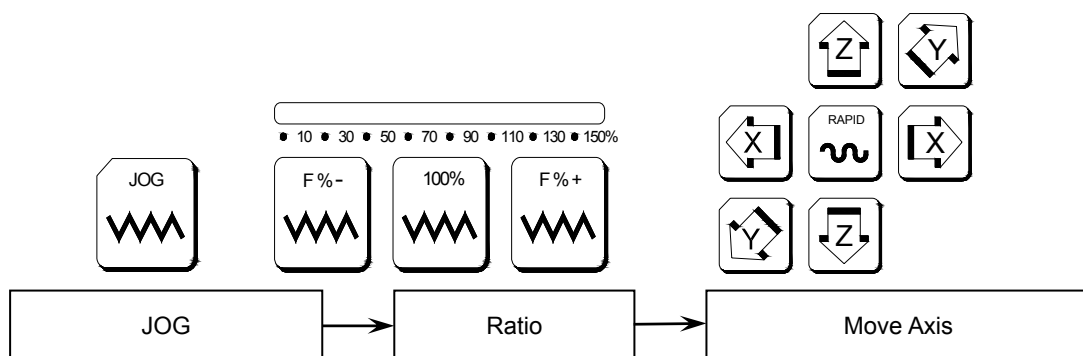 Z Y
10 30 50 70 90 110 130 150%
X RAPID X
JOG F%- 100% F%+
Y Z
JOG Ratio Move Axis